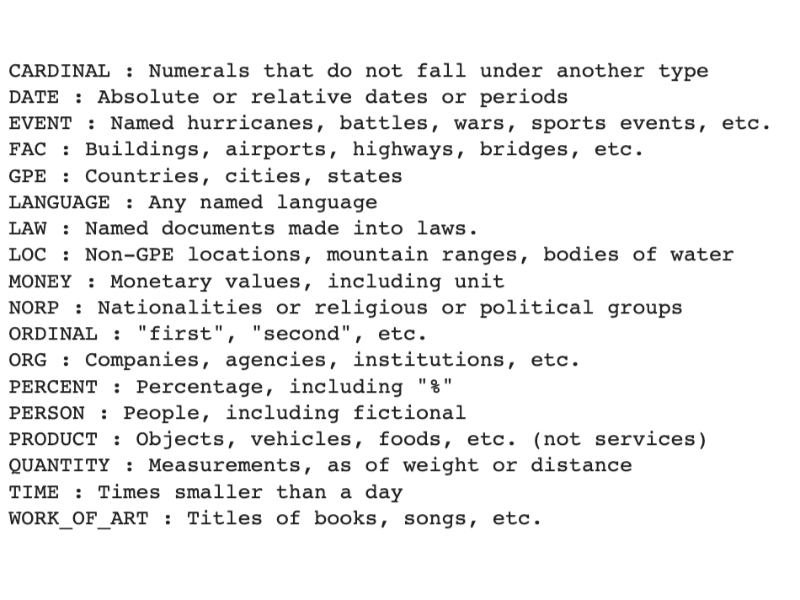 CARDINAL : Numerals that do not fall under another type
DATE : Absolute or relative dates or periods
EVENT : Named hurricanes, battles, wars, sports events, etc.
FAC : Buildings, airports, highways, bridges, etc.
GPE : Countries, cities, states
LANGUAGE : Any named language
LAW : Named documents made into laws.
LOC : Non-GPE locations, mountain ranges, bodies of water
MONEY : Monetary values, including unit
NORP : Nationalities or religious or political groups
ORDINAL : "first", "second", etc.
ORG : Companies, agencies, institutions, etc.
PERCENT : Percentage, including "%"
PERSON : People, including fictional
PRODUCT : Objects, vehicles, foods, etc. (not services)
QUANTITY : Measurements, as of weight or distance
TIME : Times smaller than a day
WORK_OF_ART : Titles of books, songs, etc.